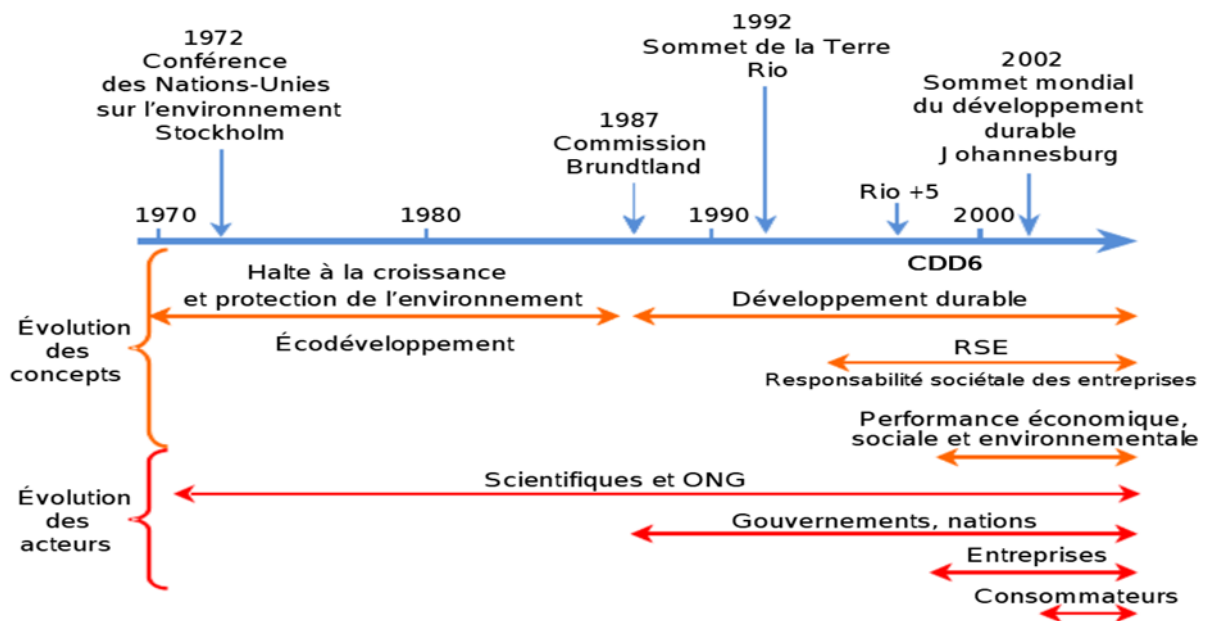 1972
Conférence
des Nations-Unies
sur l'environnement
Stockholm
1987
Commission
Brundtland
1992
Sommet de la Terre
Rio
Rio +5
2002
Sommet mondial
du développement
durable
Johannesburg
1970
1980
1990
2000
CDD6
Évolution
des
concepts
Halte à la croissance
et protection de l'environnement
Écodéveloppement
Développement durable
RSE
Responsabilité sociétale des entreprises
Performance économique,
sociale et environnementale
Évolution
des
acteurs
Scientifiques et ONG
Gouvernements, nations
Entreprises
Consommateurs